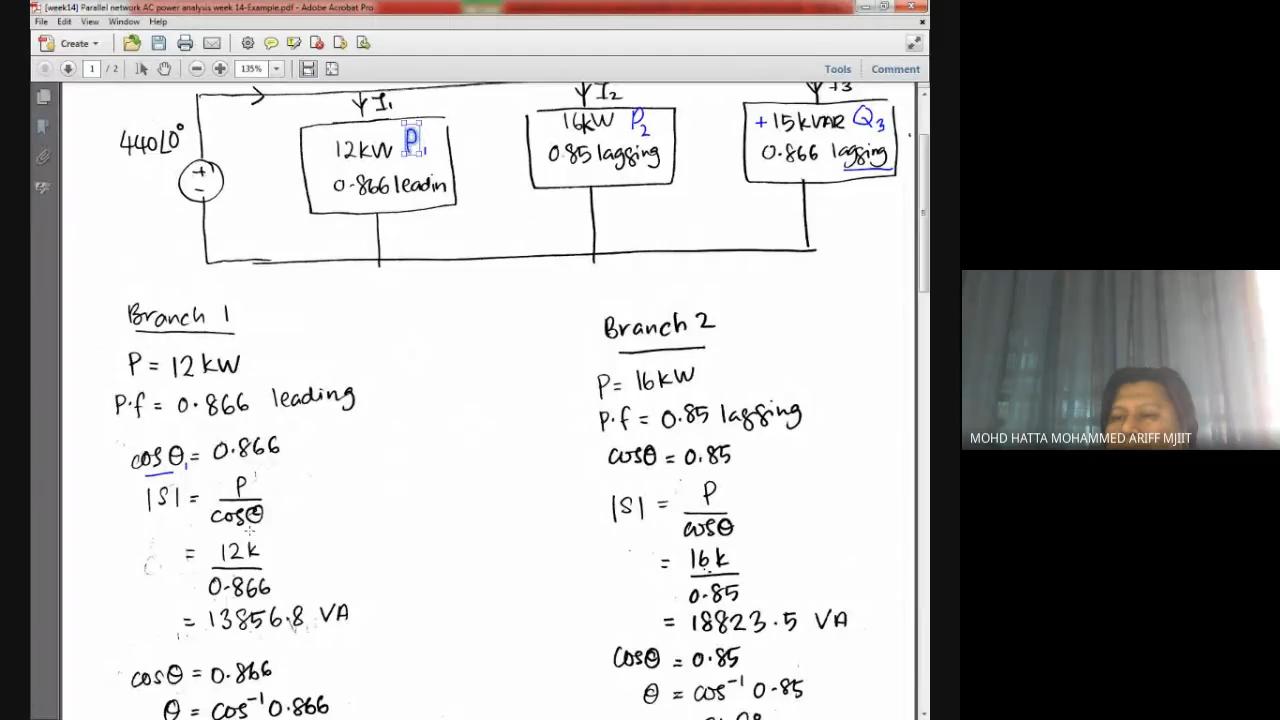 [week14] Parallel network AC power analysis week 14-Example.pdf - Adobe Acrobat Pro
File Edit View Window Help
Create
1 / 2
135%
Tools Comment
I₁
I₂
440∠0°
+
-
12kW P₁
0.866 leadin
16kW P₂
0.85 lagging
+15kVAR Q₃
0.866 lagging
Branch 1
P = 12kW
P.f = 0.866 leading
cosθ₁ = 0.866
|S| = P / cosθ
= 12k / 0.866
= 13856.8 VA
cosθ = 0.866
θ = cos⁻¹ 0.866
Branch 2
P = 16kW
P.f = 0.85 lagging
cosθ = 0.85
|S| = P / cosθ
= 16k / 0.85
= 18823.5 VA
cosθ = 0.85
θ = cos⁻¹ 0.85
MOHD HATTA MOHAMMED ARIFF MJIIT